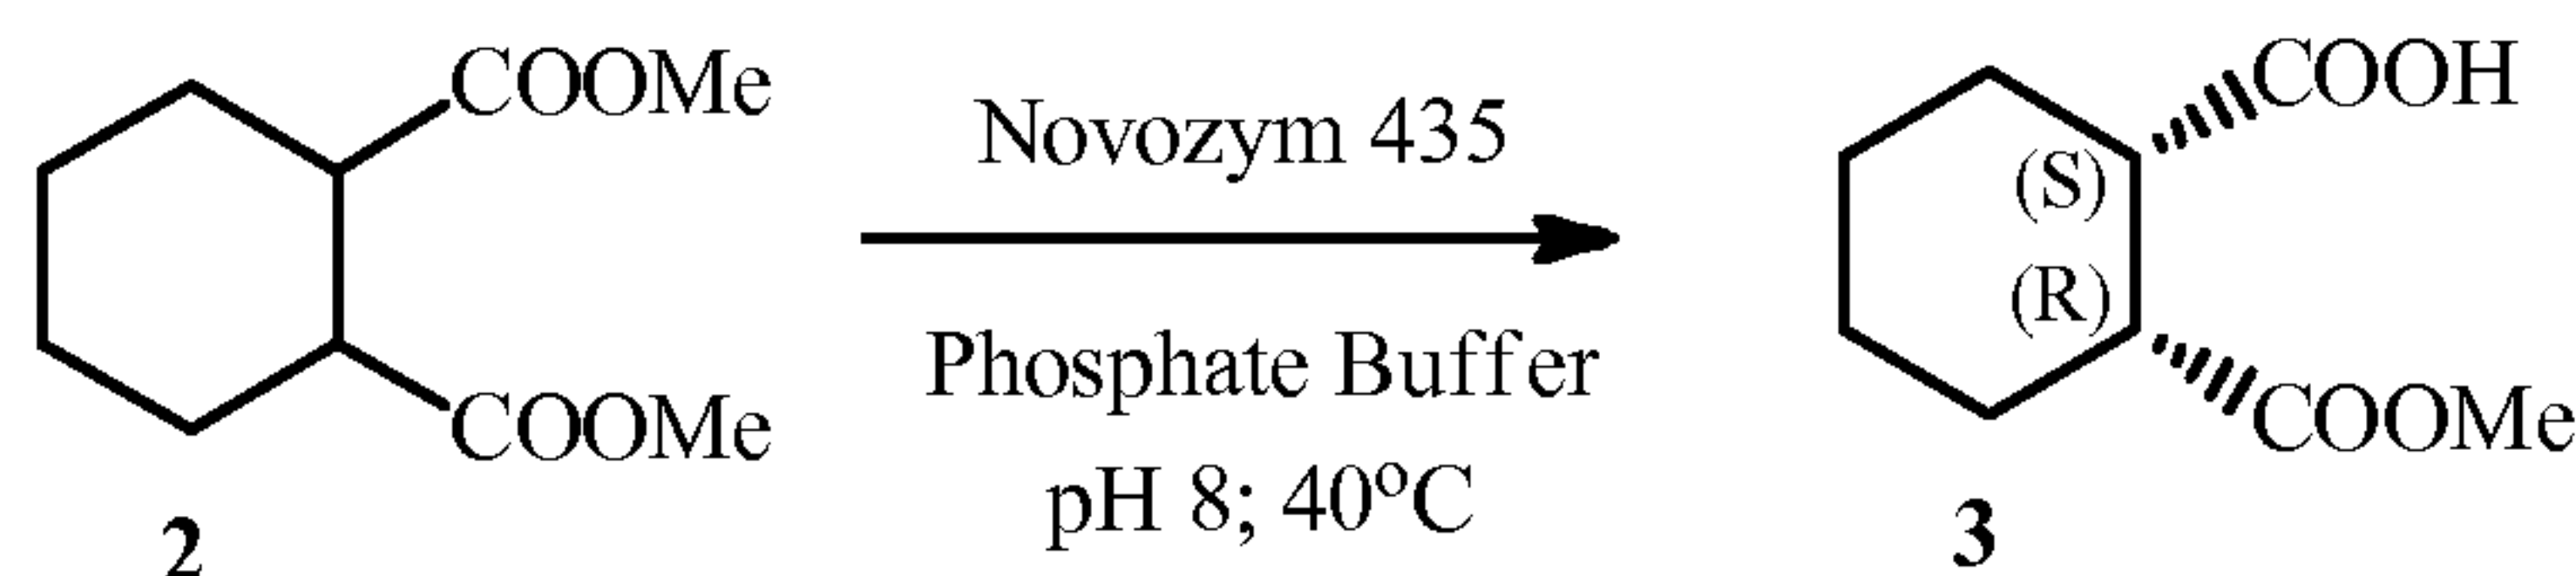 COOMe
COOMe
2
Novozym 435
Phosphate Buffer
pH 8; 40ºC
COOH
(S)
(R)
COOMe
3